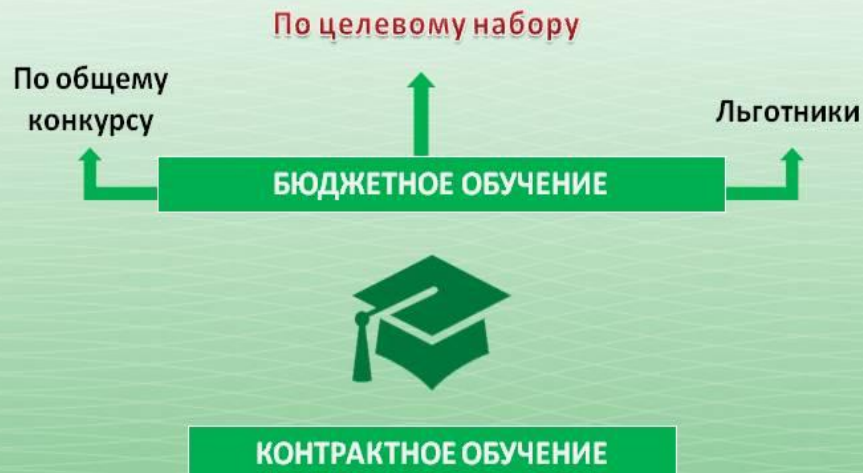 По целевому набору
По общему
конкурсу
Льготники
БЮДЖЕТНОЕ ОБУЧЕНИЕ
КОНТРАКТНОЕ ОБУЧЕНИЕ